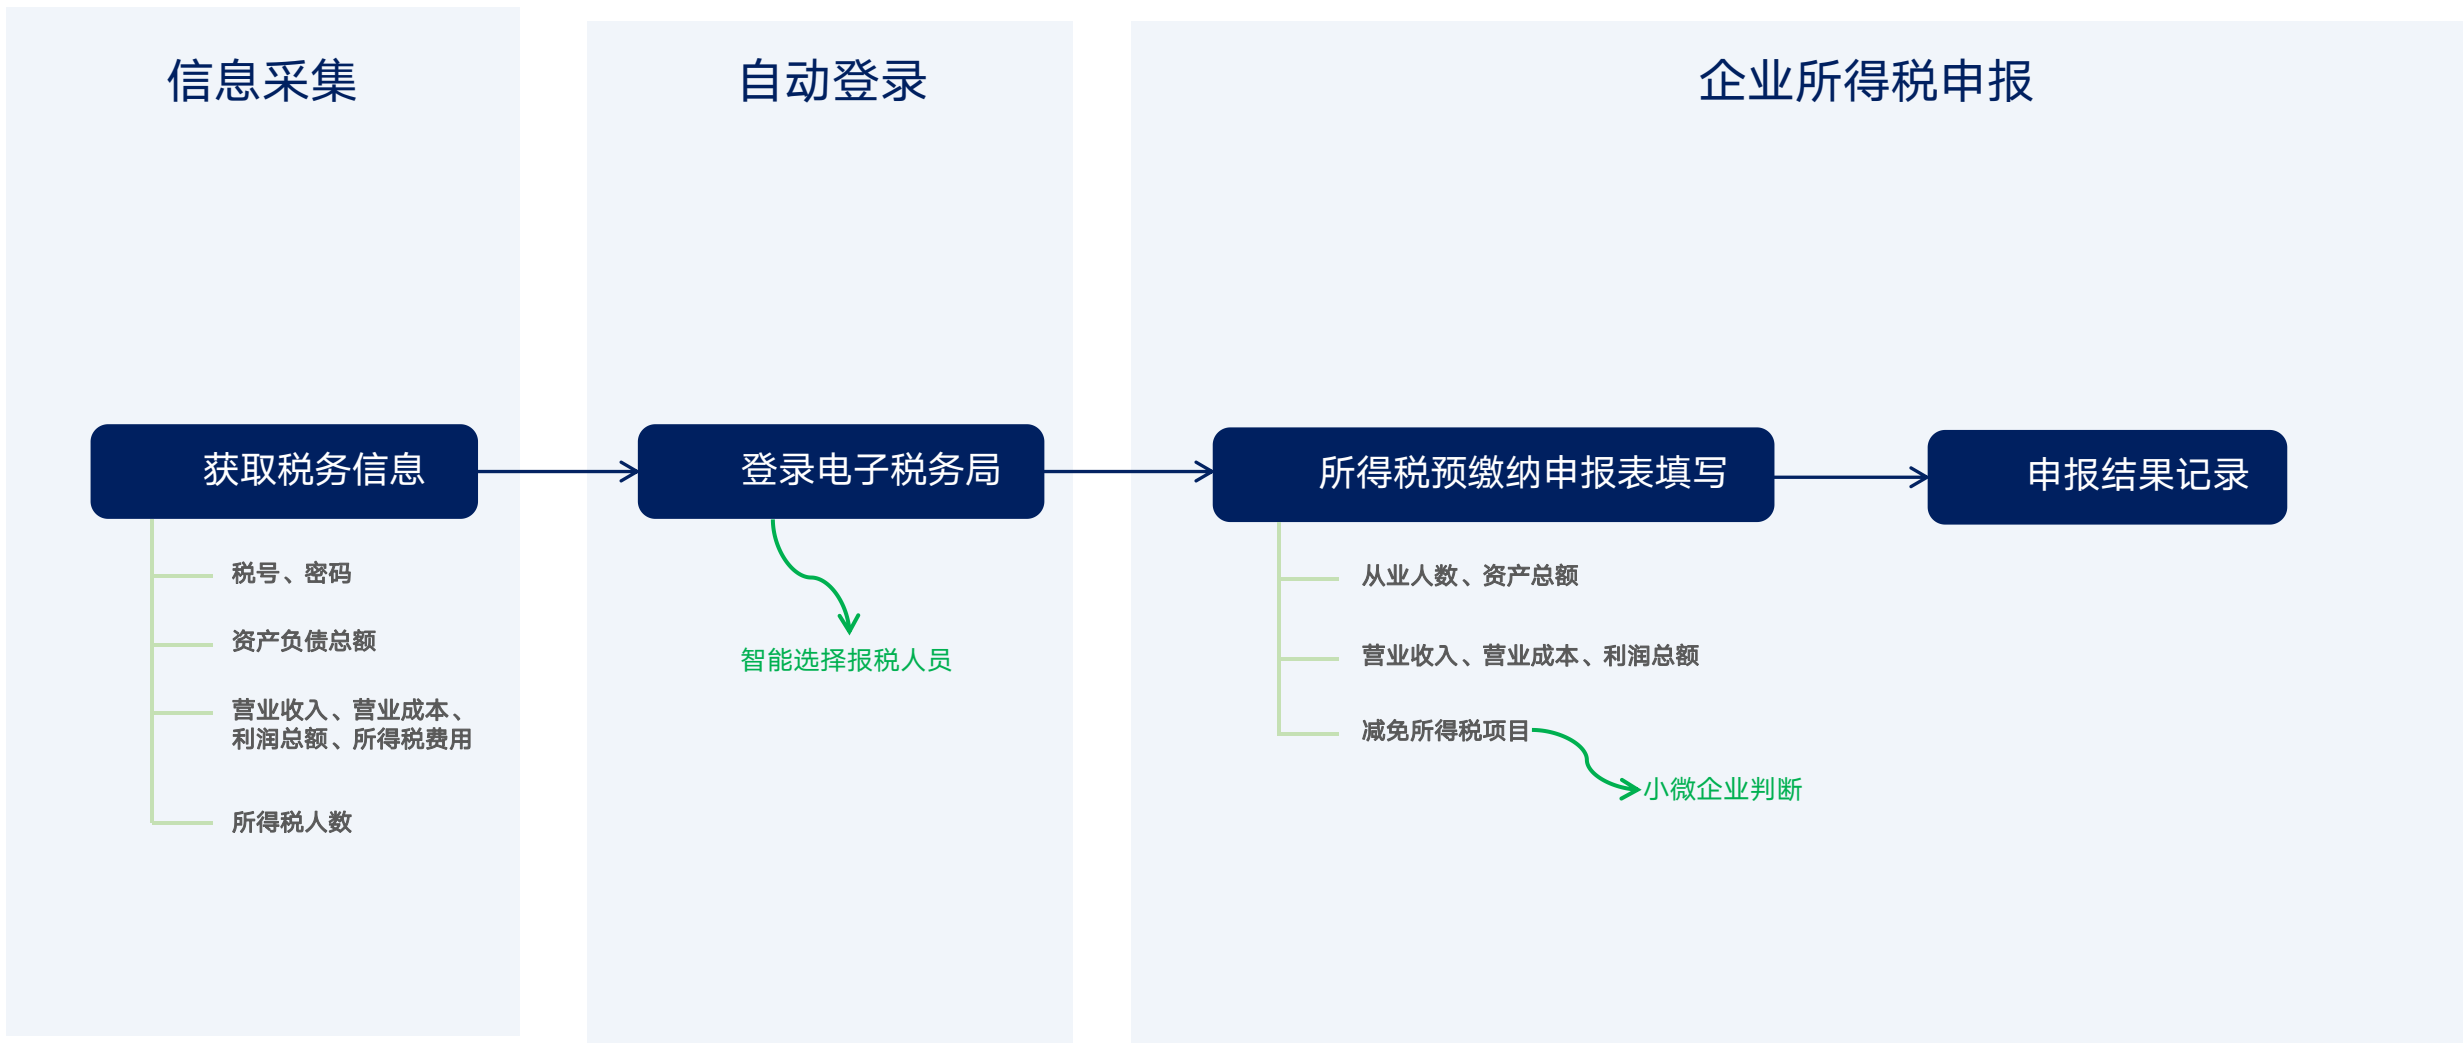 信息采集
获取税务信息
税号、密码
资产负债总额
营业收入、营业成本、
利润总额、所得税费用
所得税人数
自动登录
登录电子税务局
智能选择报税人员
企业所得税申报
所得税预缴纳申报表填写
从业人数、资产总额
营业收入、营业成本、利润总额
减免所得税项目
小微企业判断
申报结果记录